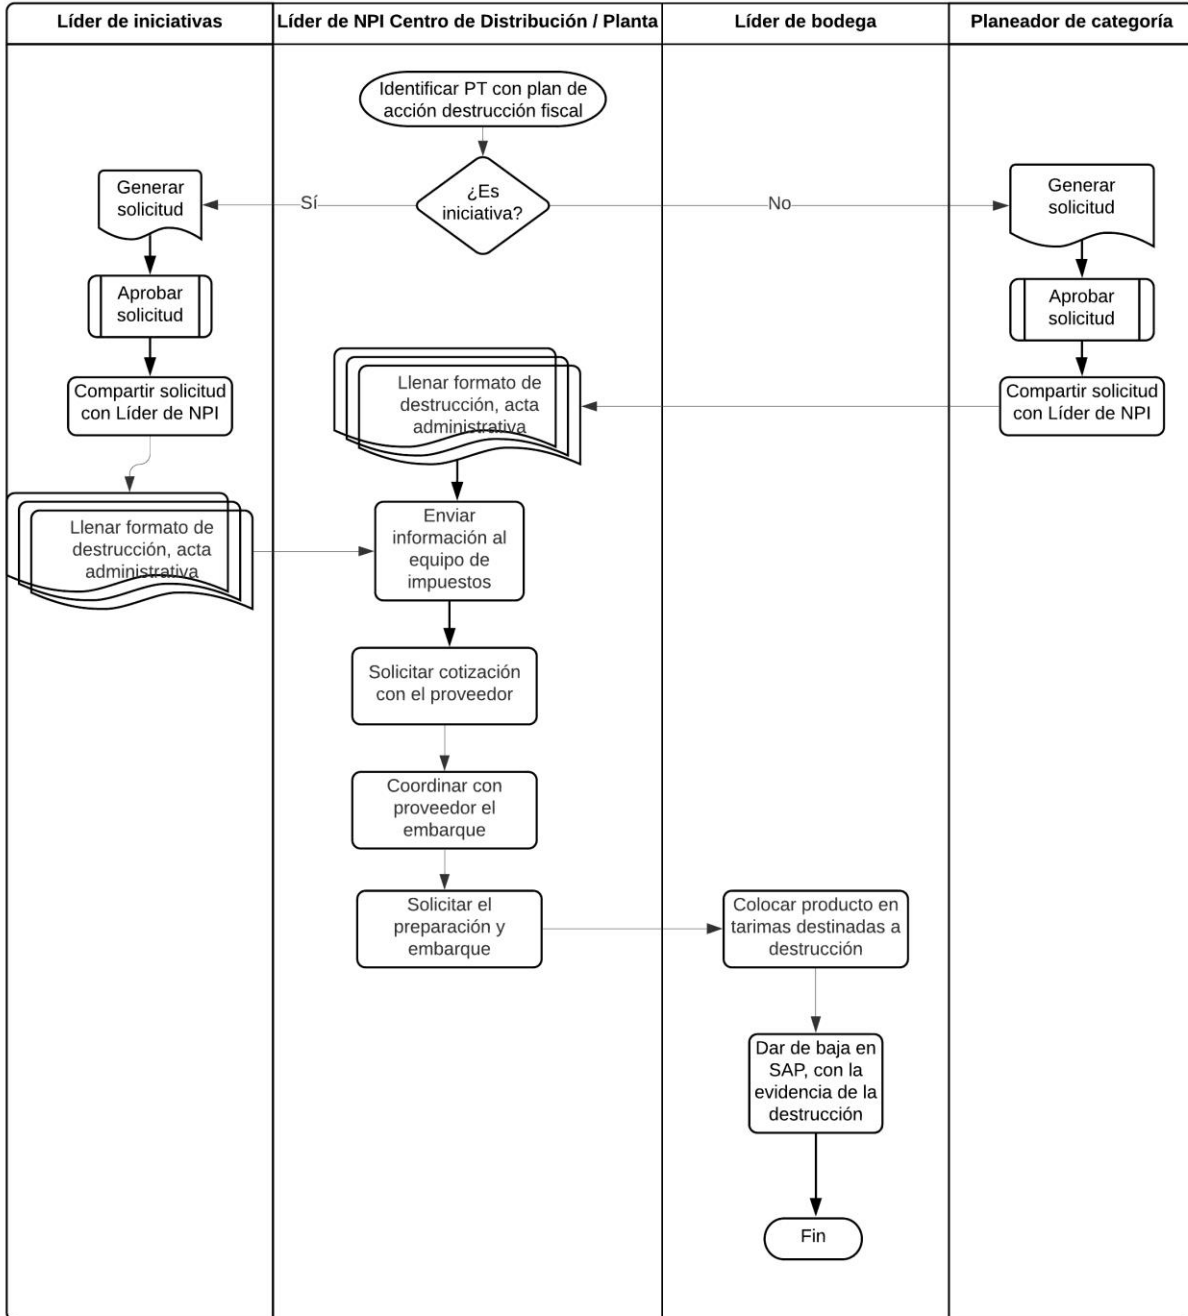 Líder de iniciativas
Líder de NPI Centro de Distribución / Planta
Líder de bodega
Planeador de categoría
Identificar PT con plan de
acción destrucción fiscal
¿Es
iniciativa?
Sí
No
Generar
solicitud
Generar
solicitud
Aprobar
solicitud
Aprobar
solicitud
Compartir solicitud
con Líder de NPI
Llenar formato de
destrucción, acta
administrativa
Compartir solicitud
con Líder de NPI
Llenar formato de
destrucción, acta
administrativa
Enviar
información al
equipo de
impuestos
Solicitar cotización
con el proveedor
Coordinar con
proveedor el
embarque
Solicitar el
preparación y
embarque
Colocar producto en
tarimas destinadas a
destrucción
Dar de baja en
SAP, con la
evidencia de la
destrucción
Fin